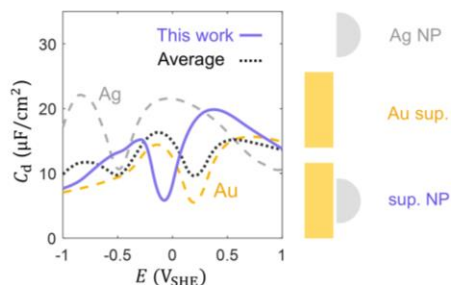 This work
Average
Ag
Au
30
20
10
0
-1
-0.5
0
0.5
1
C_d (μF/cm²)
E (V_SHE)
Ag NP
Au sup.
sup. NP